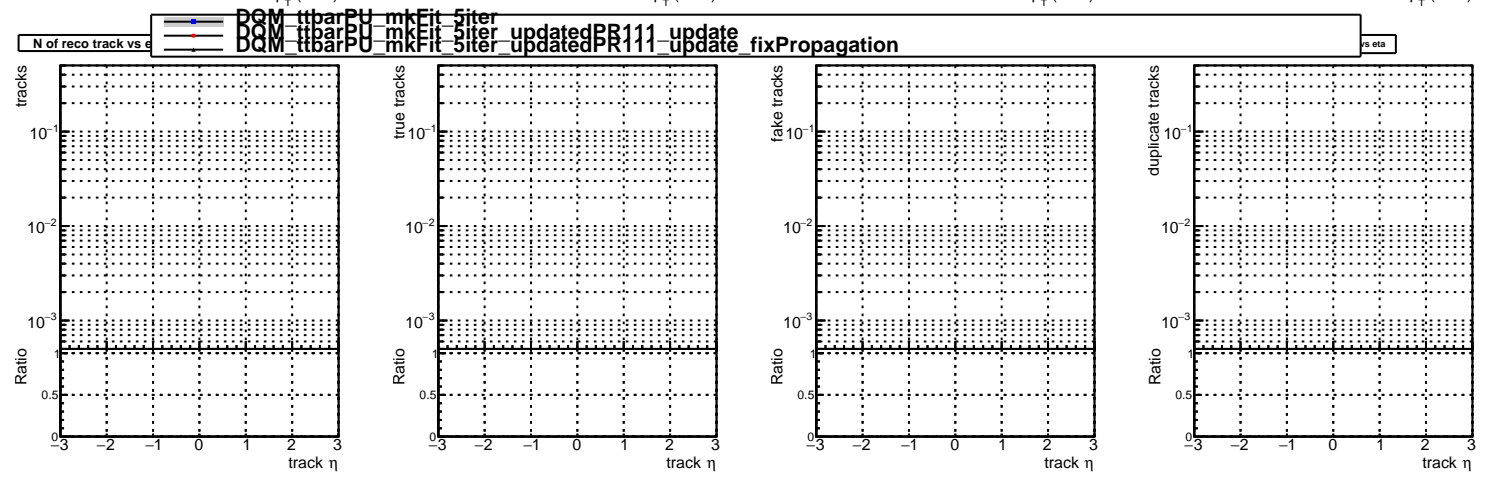 DQM_ttbarPU_mkFit_5iter
DQM_ttbarPU_mkFit_5iter_updatedPR111_update
DQM_ttbarPU_mkFit_5iter_updatedPR111_update_fixPropagation
N of reco track vs e
vs eta
tracks
10⁻¹
10⁻²
10⁻³
Ratio
1
0.5
0
−3 −2 −1 0 1 2 3
track η
true tracks
10⁻¹
10⁻²
10⁻³
Ratio
1
0.5
0
−3 −2 −1 0 1 2 3
track η
fake tracks
10⁻¹
10⁻²
10⁻³
Ratio
1
0.5
0
−3 −2 −1 0 1 2 3
track η
duplicate tracks
10⁻¹
10⁻²
10⁻³
Ratio
1
0.5
0
−3 −2 −1 0 1 2 3
track η